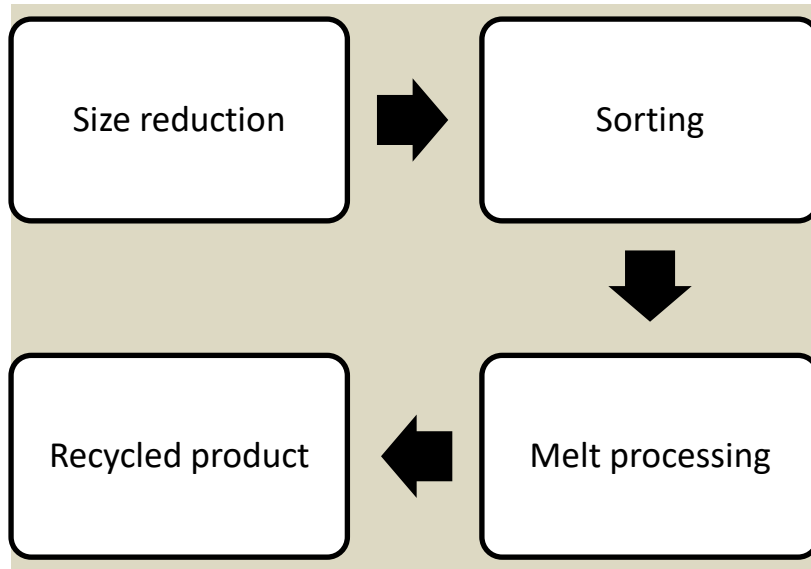 Size reduction
Sorting
Recycled product
Melt processing